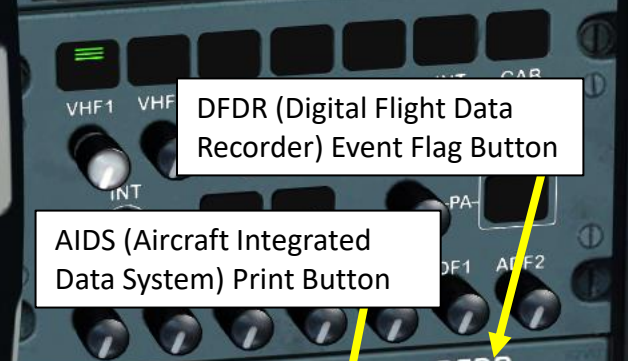 VHF1 VHF
CAB
DFDR (Digital Flight Data
Recorder) Event Flag Button
INT
PA
AIDS (Aircraft Integrated
Data System) Print Button
DF1 ADF2